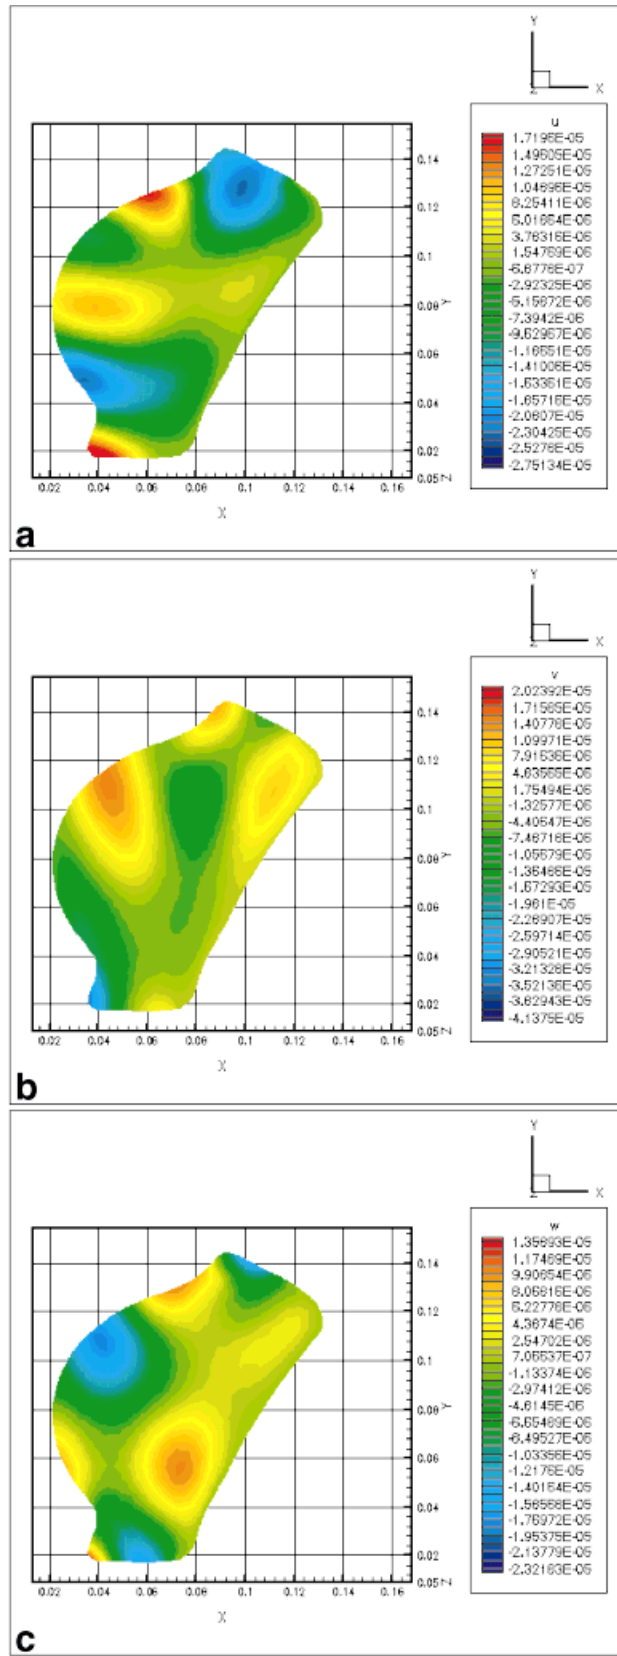 Y
Z X
u
1.7195E-05
1.49605E-05
1.27251E-05
1.04896E-05
8.25411E-06
6.01864E-06
3.78316E-06
1.54769E-06
-6.8778E-07
-2.92325E-06
-5.15872E-06
-7.3942E-06
-9.62967E-06
-1.18651E-05
-1.41006E-05
-1.63361E-05
-1.85716E-05
-2.0807E-05
-2.30425E-05
-2.5278E-05
-2.75134E-05
0.14
0.12
0.1
0.08 Y
0.06
0.04
0.02
0.05 Z
0.02 0.04 0.06 0.08 0.1 0.12 0.14 0.16
X
a
Y
Z X
v
2.02392E-05
1.71585E-05
1.40778E-05
1.09971E-05
7.91636E-06
4.83565E-06
1.75494E-06
-1.32577E-06
-4.40647E-06
-7.48718E-06
-1.05679E-05
-1.36486E-05
-1.67293E-05
-1.981E-05
-2.28907E-05
-2.59714E-05
-2.90521E-05
-3.21328E-05
-3.52136E-05
-3.82943E-05
-4.1375E-05
0.14
0.12
0.1
0.08 Y
0.06
0.04
0.02
0.05 Z
0.02 0.04 0.06 0.08 0.1 0.12 0.14 0.16
X
b
Y
Z X
w
1.35893E-05
1.17489E-05
9.90854E-06
8.06816E-06
6.22778E-06
4.3874E-06
2.54702E-06
7.06637E-07
-1.13374E-06
-2.97412E-06
-4.8145E-06
-6.65489E-06
-8.49527E-06
-1.03356E-05
-1.2176E-05
-1.40164E-05
-1.58568E-05
-1.76972E-05
-1.95375E-05
-2.13779E-05
-2.32183E-05
0.14
0.12
0.1
0.08 Y
0.06
0.04
0.02
0.05 Z
0.02 0.04 0.06 0.08 0.1 0.12 0.14 0.16
X
c